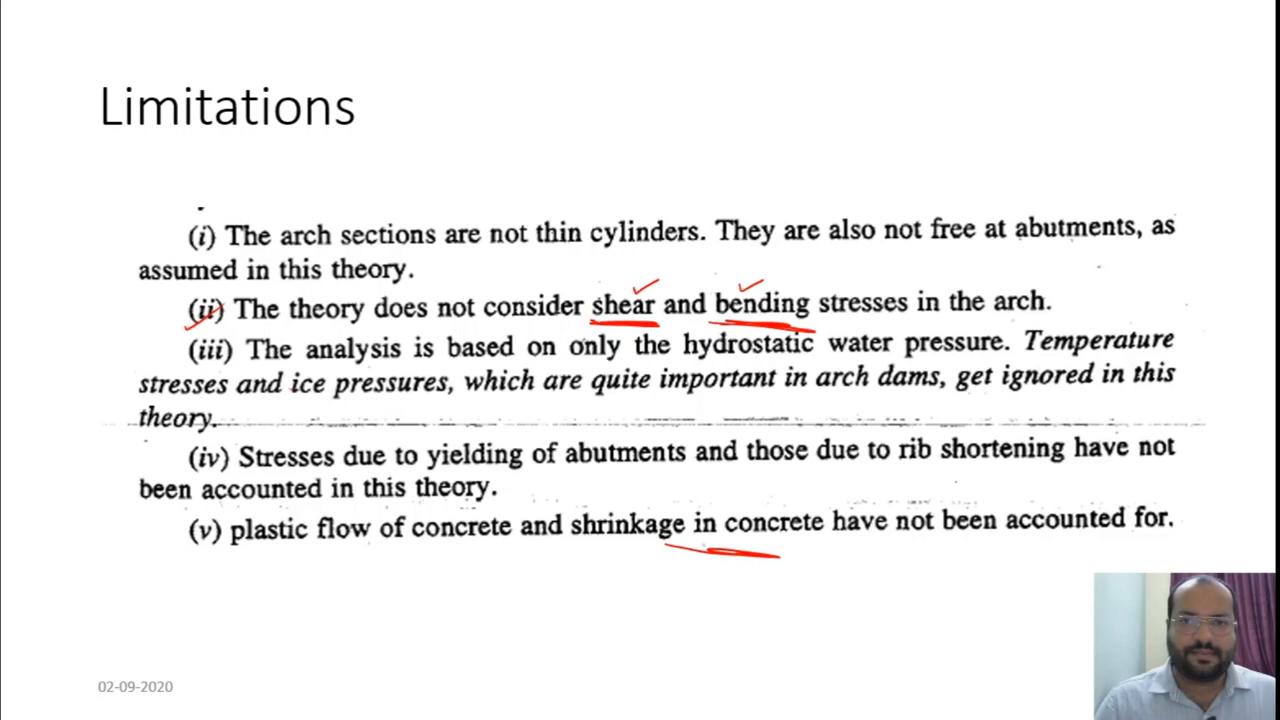 Limitations
(i) The arch sections are not thin cylinders. They are also not free at abutments, as
assumed in this theory.
(ii) The theory does not consider shear and bending stresses in the arch.
(iii) The analysis is based on only the hydrostatic water pressure. Temperature
stresses and ice pressures, which are quite important in arch dams, get ignored in this
theory.
(iv) Stresses due to yielding of abutments and those due to rib shortening have not
been accounted in this theory.
(v) plastic flow of concrete and shrinkage in concrete have not been accounted for.
02-09-2020